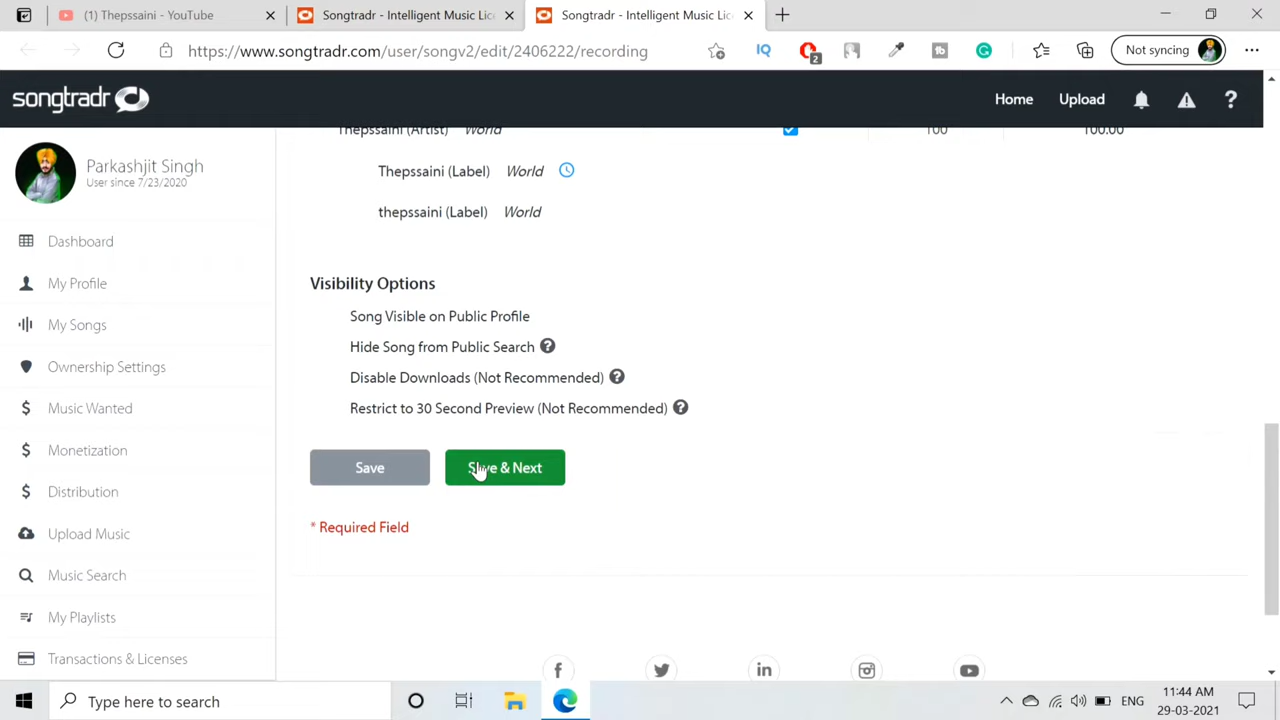 (1) Thepssaini - YouTube
Songtradr - Intelligent Music Lic
Songtradr - Intelligent Music Lic
https://www.songtradr.com/user/songv2/edit/2406222/recording
IQ
2
tb
Not syncing
songtradr
Home
Upload
Parkashjit Singh
User since 7/23/2020
Thepssaini (Artist) World 100 100.00
Thepssaini (Label) World
thepssaini (Label) World
Dashboard
My Profile
My Songs
Ownership Settings
Music Wanted
Monetization
Distribution
Upload Music
Music Search
My Playlists
Transactions & Licenses
Visibility Options
Song Visible on Public Profile
Hide Song from Public Search
Disable Downloads (Not Recommended)
Restrict to 30 Second Preview (Not Recommended)
Save
Save & Next
* Required Field
Type here to search
ENG
11:44 AM
29-03-2021